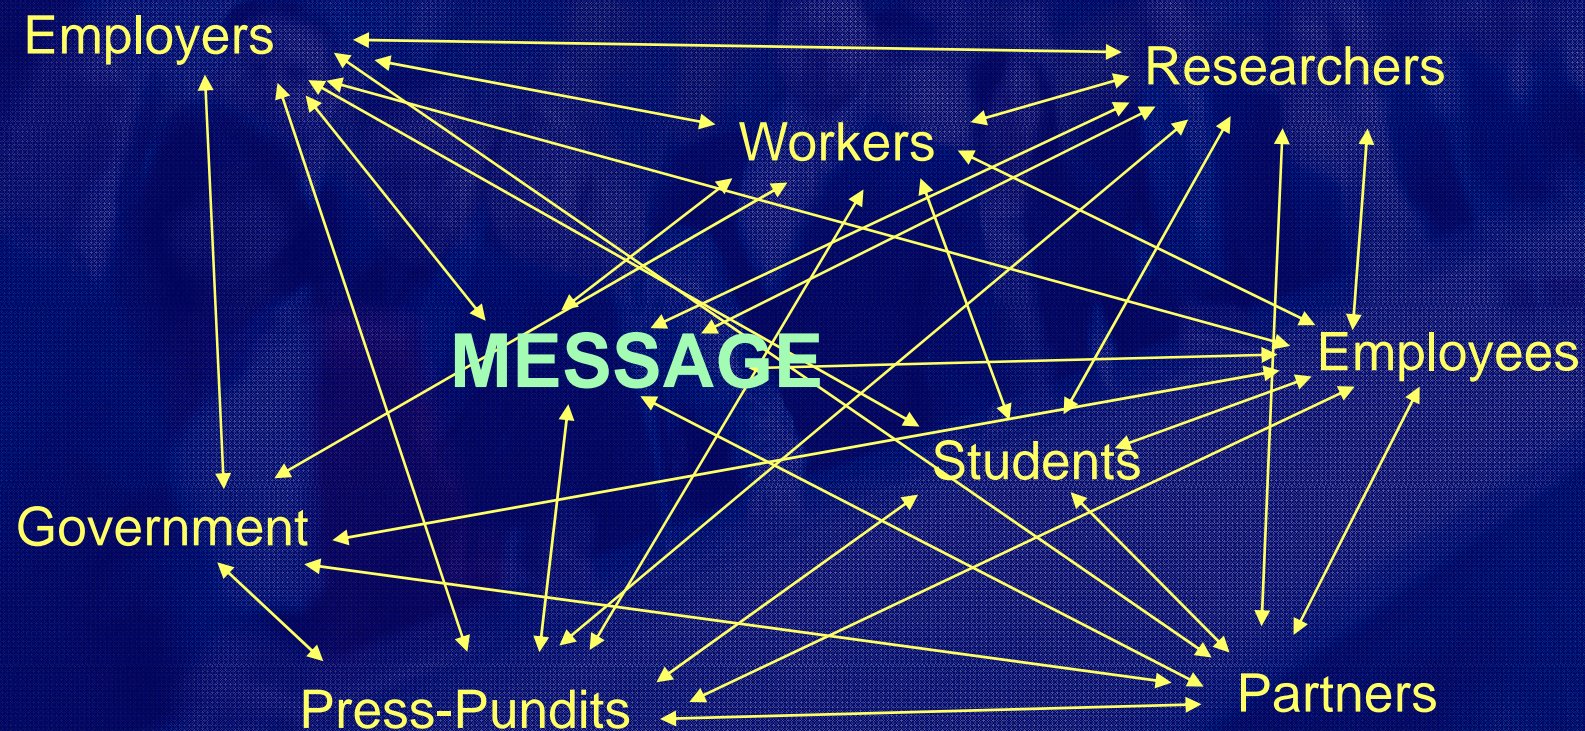 Employers
Researchers
Workers
MESSAGE
Employees
Students
Government
Partners
Press-Pundits